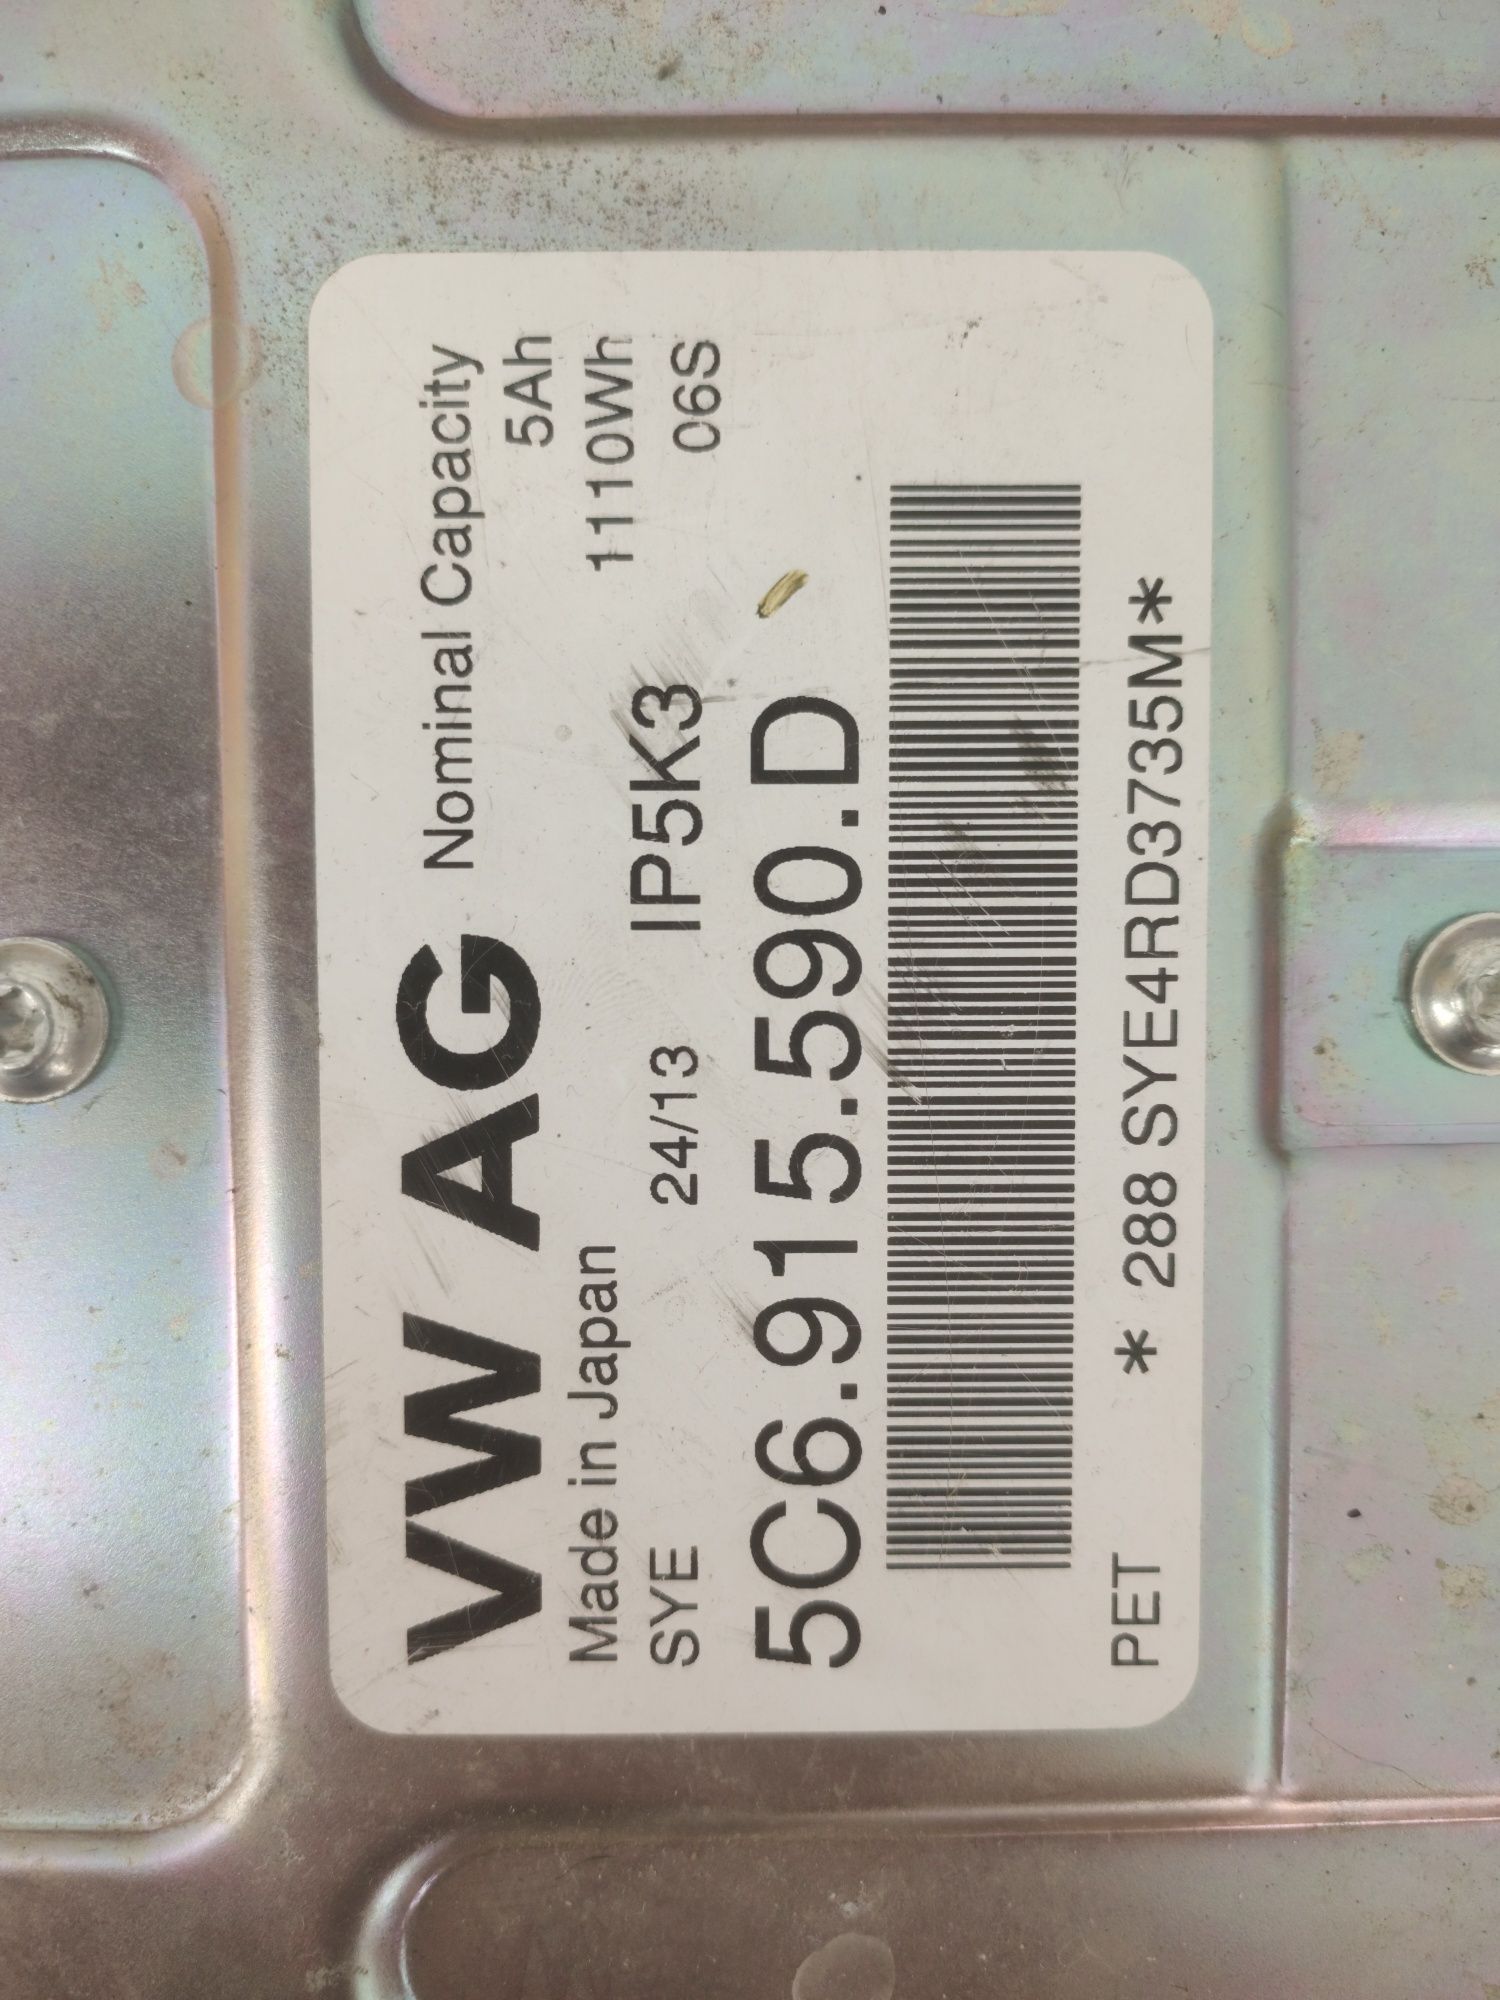 VW AG Nominal Capacity
5Ah
Made in Japan 1110Wh
SYE 24/13 IP5K3 06S
5C6.915.590.D
PET * 288 SYE4RD3735M*